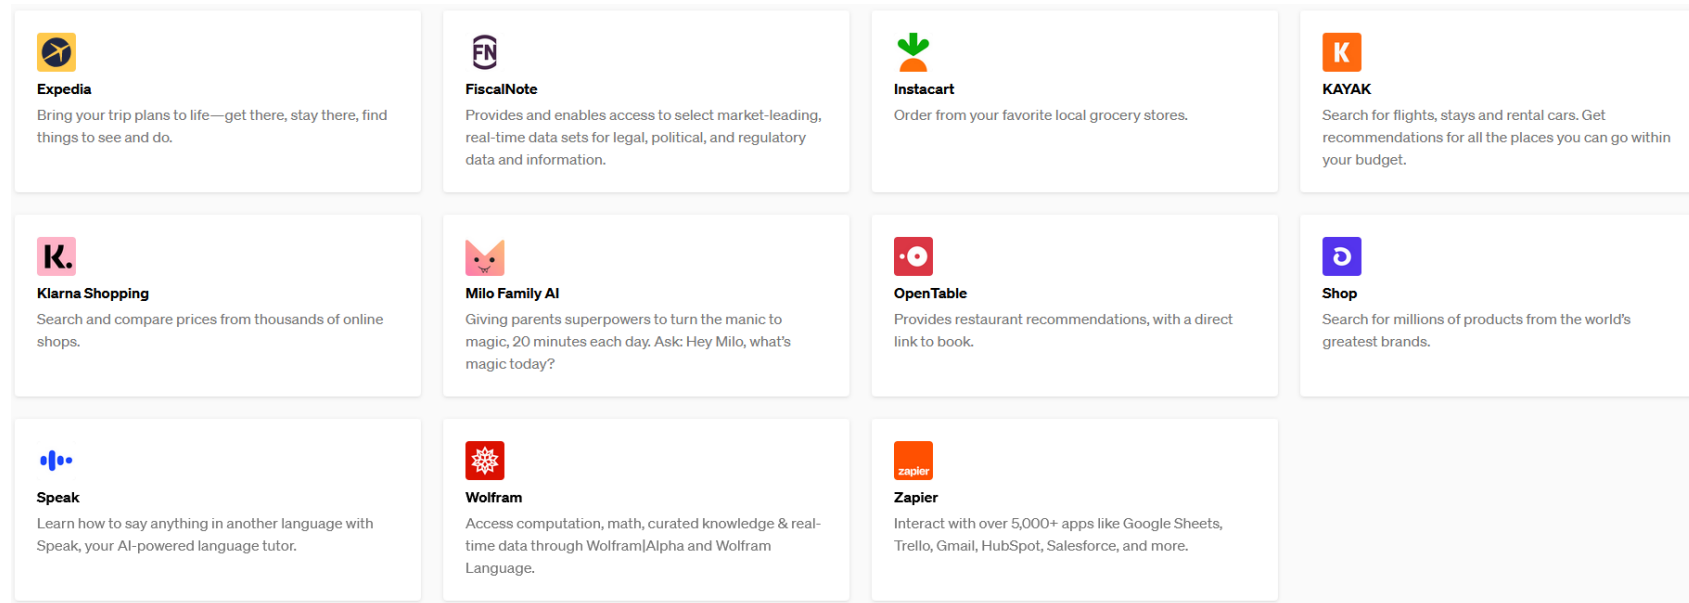 FN
K
Expedia
Bring your trip plans to life—get there, stay there, find
things to see and do.
FiscalNote
Provides and enables access to select market-leading,
real-time data sets for legal, political, and regulatory
data and information.
Instacart
Order from your favorite local grocery stores.
KAYAK
Search for flights, stays and rental cars. Get
recommendations for all the places you can go within
your budget.
K.
Klarna Shopping
Search and compare prices from thousands of online
shops.
Milo Family AI
Giving parents superpowers to turn the manic to
magic, 20 minutes each day. Ask: Hey Milo, what's
magic today?
OpenTable
Provides restaurant recommendations, with a direct
link to book.
Shop
Search for millions of products from the world's
greatest brands.
Speak
Learn how to say anything in another language with
Speak, your AI-powered language tutor.
Wolfram
Access computation, math, curated knowledge & real-
time data through Wolfram|Alpha and Wolfram
Language.
zapier
Zapier
Interact with over 5,000+ apps like Google Sheets,
Trello, Gmail, HubSpot, Salesforce, and more.